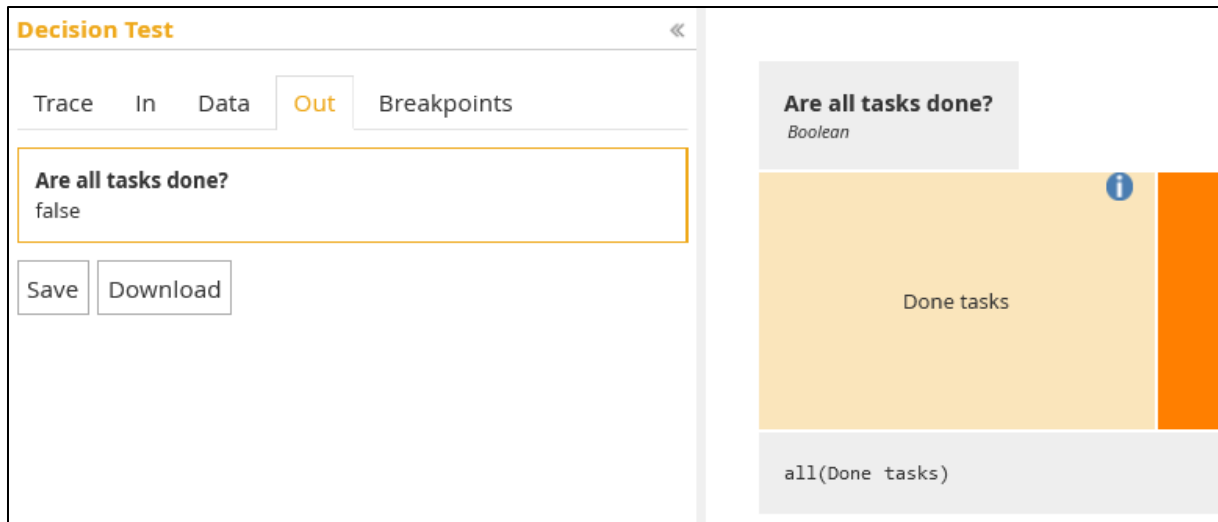 Decision Test
Trace In Data Out Breakpoints
Are all tasks done?
false
Save Download
Are all tasks done?
Boolean
Done tasks
all(Done tasks)